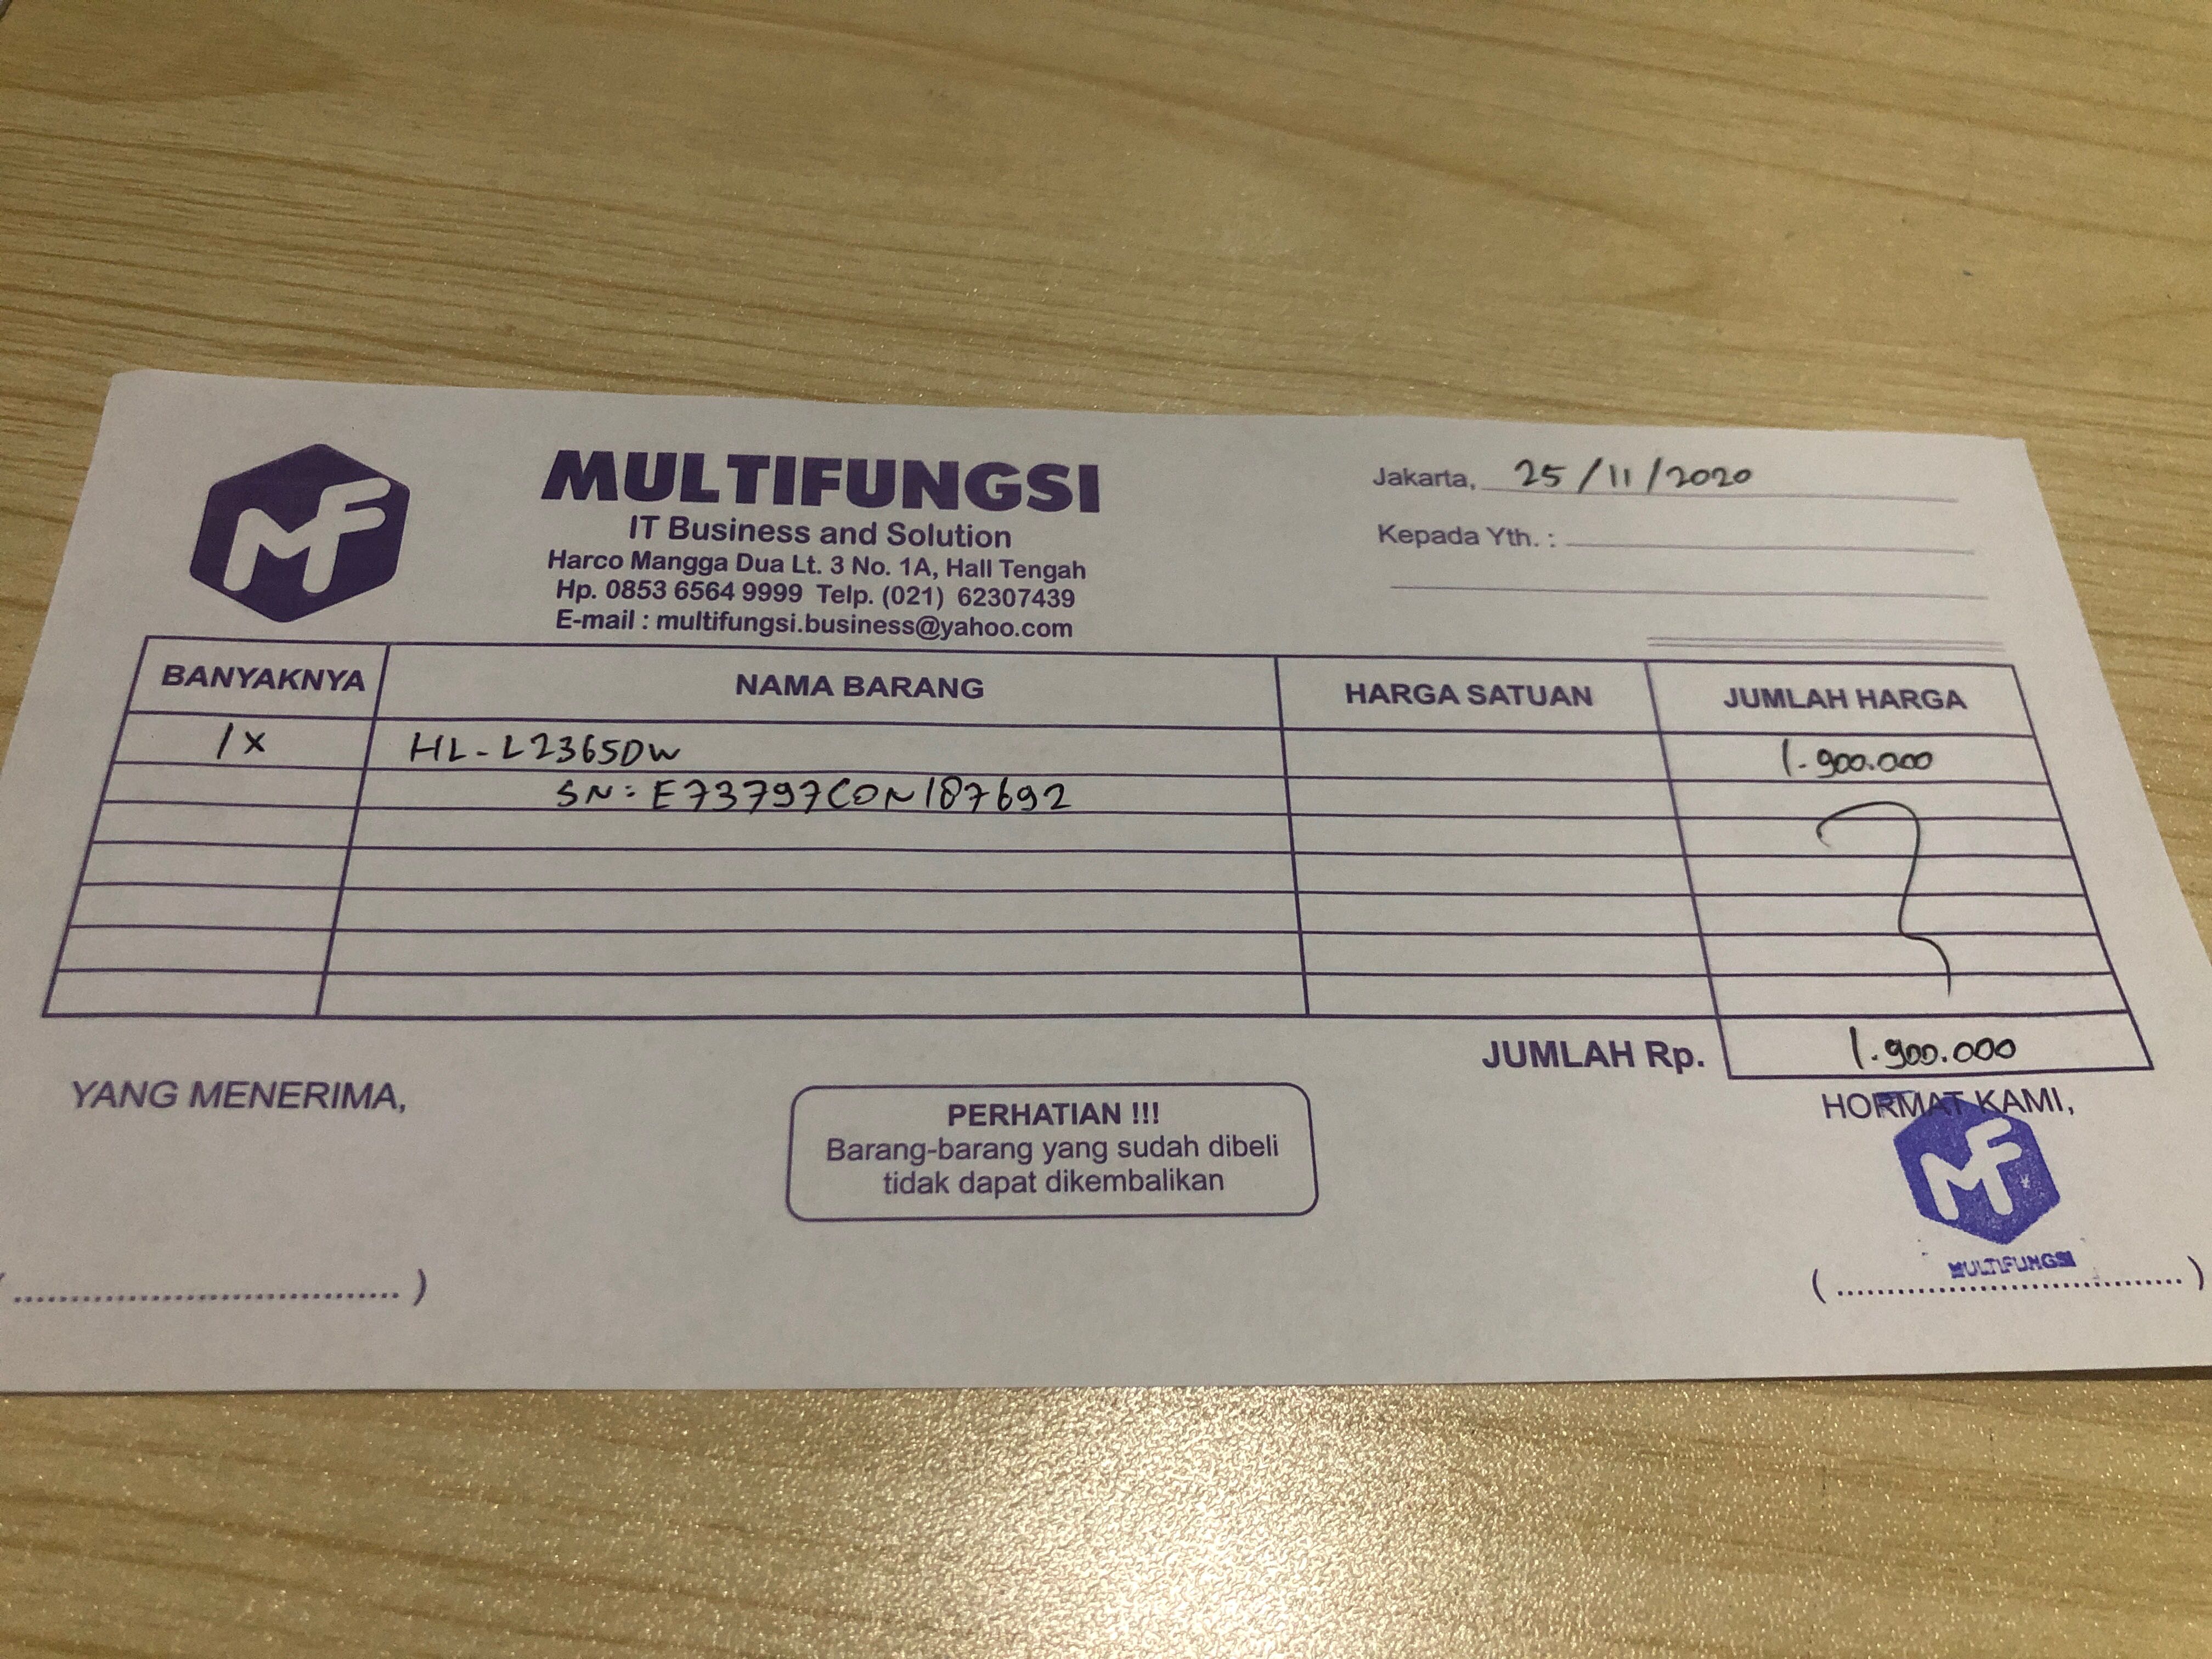 MF
MULTIFUNGSI
IT Business and Solution
Harco Mangga Dua Lt. 3 No. 1A, Hall Tengah
Hp. 0853 6564 9999 Telp. (021) 62307439
E-mail : multifungsi.business@yahoo.com
Jakarta, 25/11/2020
Kepada Yth. :
BANYAKNYA NAMA BARANG HARGA SATUAN JUMLAH HARGA
1x HL-L2365DW 1.900.000
SN: E73797C0N187692
JUMLAH Rp. 1.900.000
YANG MENERIMA,
PERHATIAN !!!
Barang-barang yang sudah dibeli
tidak dapat dikembalikan
HORMAT KAMI,
MF
MULTIFUNGSI
(..................................)
(..................................)